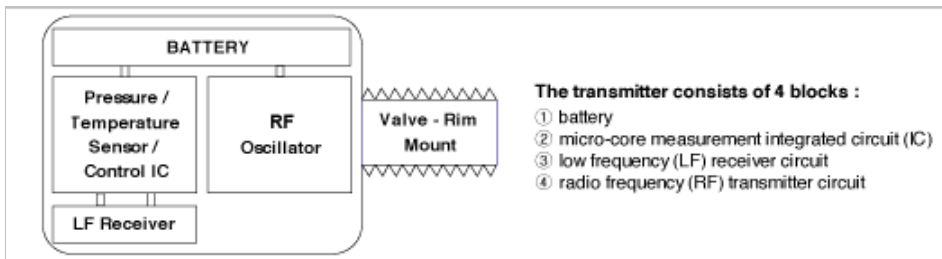 BATTERY
Pressure /
Temperature
Sensor /
Control IC
RF
Oscillator
Valve - Rim
Mount
LF Receiver
The transmitter consists of 4 blocks :
① battery
② micro-core measurement integrated circuit (IC)
③ low frequency (LF) receiver circuit
④ radio frequency (RF) transmitter circuit